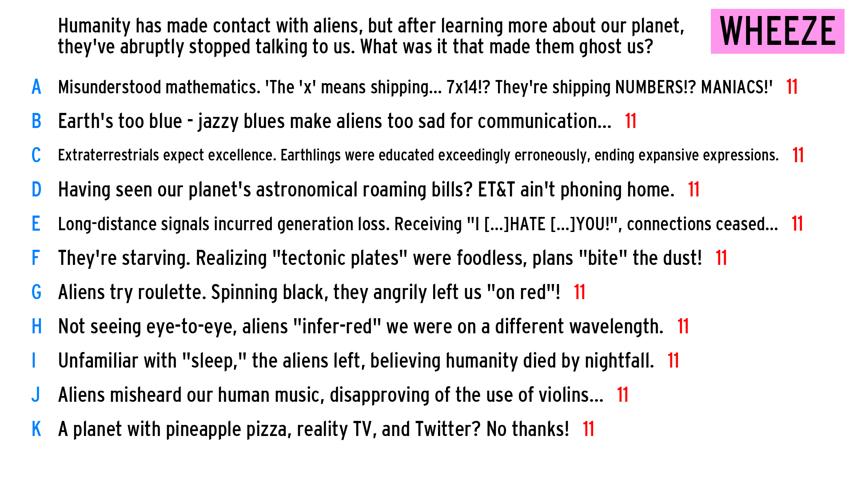 Humanity has made contact with aliens, but after learning more about our planet,
they've abruptly stopped talking to us. What was it that made them ghost us?
WHEEZE
A Misunderstood mathematics. 'The 'x' means shipping... 7x14!? They're shipping NUMBERS!? MANIACS!' 11
B Earth's too blue - jazzy blues make aliens too sad for communication... 11
C Extraterrestrials expect excellence. Earthlings were educated exceedingly erroneously, ending expansive expressions. 11
D Having seen our planet's astronomical roaming bills? ET&T ain't phoning home. 11
E Long-distance signals incurred generation loss. Receiving "I [...]HATE [...]YOU!", connections ceased... 11
F They're starving. Realizing "tectonic plates" were foodless, plans "bite" the dust! 11
G Aliens try roulette. Spinning black, they angrily left us "on red"! 11
H Not seeing eye-to-eye, aliens "infer-red" we were on a different wavelength. 11
I Unfamiliar with "sleep," the aliens left, believing humanity died by nightfall. 11
J Aliens misheard our human music, disapproving of the use of violins... 11
K A planet with pineapple pizza, reality TV, and Twitter? No thanks! 11